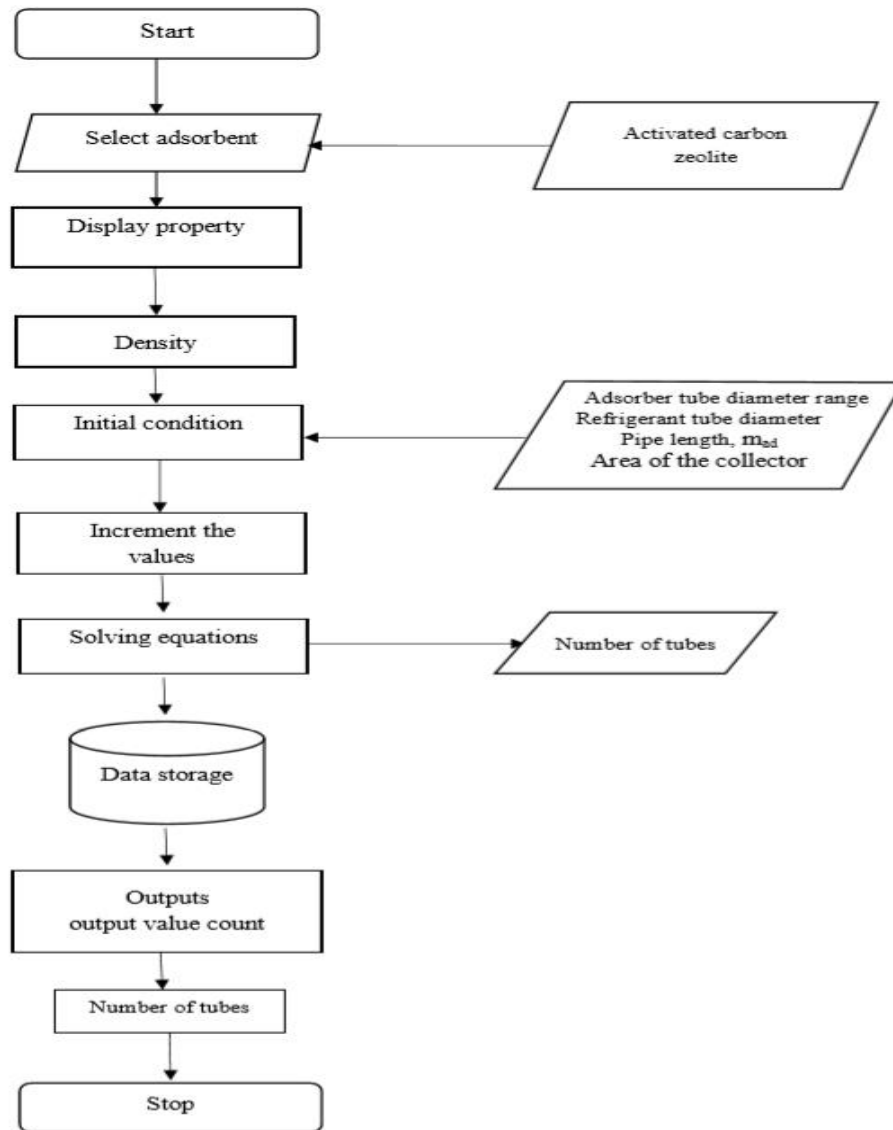 Start
Select adsorbent
Activated carbon
zeolite
Display property
Density
Initial condition
Adsorber tube diameter range
Refrigerant tube diameter
Pipe length, mad
Area of the collector
Increment the
values
Solving equations
Number of tubes
Data storage
Outputs
output value count
Number of tubes
Stop